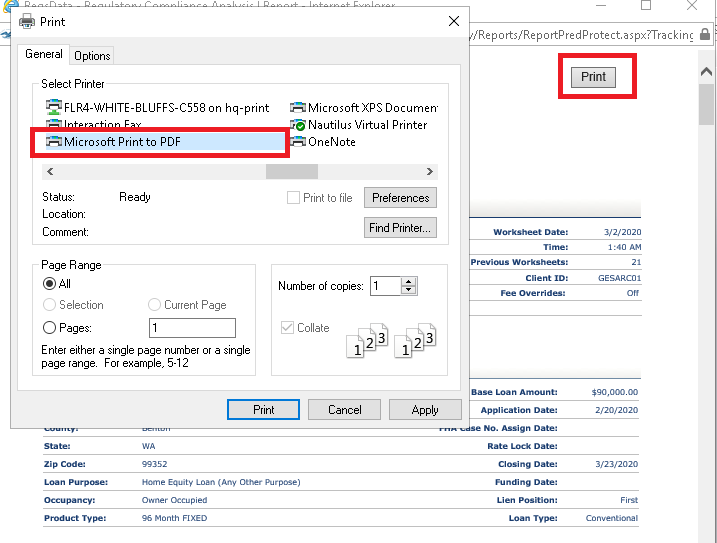 RegsData - Regulatory Compliance Analysis | Report - Internet Explorer
Print
y/Reports/ReportPredProtect.aspx?Tracking
General
Options
Print
Select Printer
FLR4-WHITE-BLUFFS-C558 on hq-print
Microsoft XPS Documen
Interaction Fax
Nautilus Virtual Printer
Microsoft Print to PDF
OneNote
Status: Ready
Print to file
Preferences
Location:
Comment:
Find Printer...
Worksheet Date: 3/2/2020
Time: 1:40 AM
Previous Worksheets: 21
Client ID: GESARC01
Fee Overrides: Off
Page Range
All
Selection
Current Page
Pages: 1
Enter either a single page number or a single
page range. For example, 5-12
Number of copies: 1
Collate
1 2 3 1 2 3
Print
Cancel
Apply
Base Loan Amount: $90,000.00
Application Date: 2/20/2020
County: Benton FHA Case No. Assign Date:
State: WA Rate Lock Date:
Zip Code: 99352 Closing Date: 3/23/2020
Loan Purpose: Home Equity Loan (Any Other Purpose) Funding Date:
Occupancy: Owner Occupied Lien Position: First
Product Type: 96 Month FIXED Loan Type: Conventional